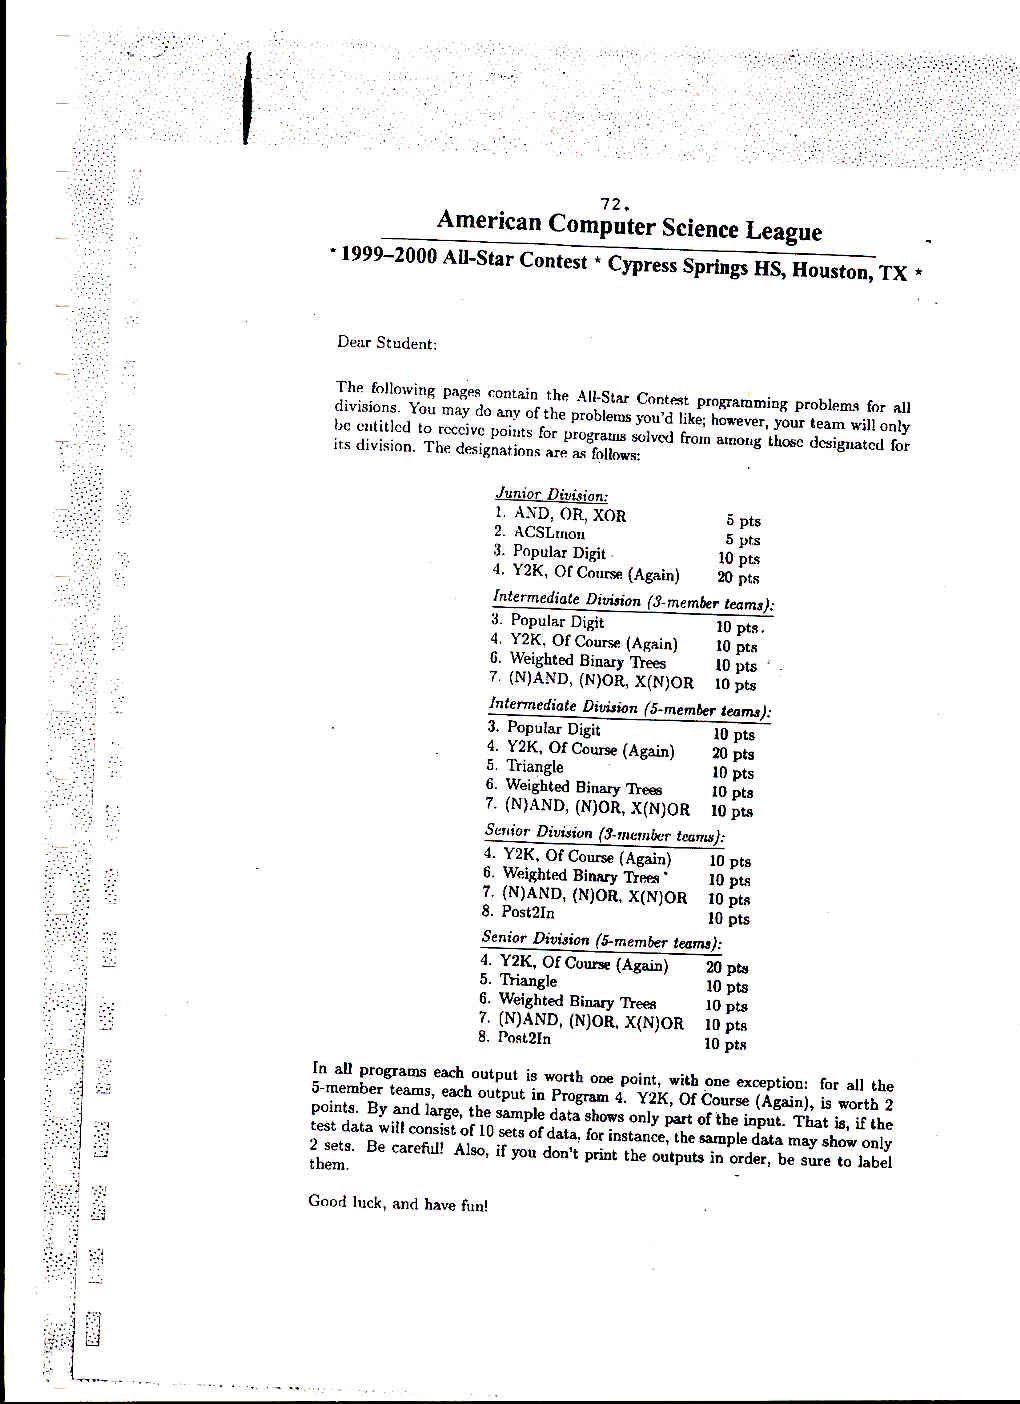 72.
American Computer Science League
* 1999–2000 All-Star Contest * Cypress Springs HS, Houston, TX *
Dear Student:
The following pages contain the All-Star Contest programming problems for all
divisions. You may do any of the problems you'd like; however, your team will only
be entitled to receive points for programs solved from among those designated for
its division. The designations are as follows:
Junior Division:
1. AND, OR, XOR 5 pts
2. ACSLmon 5 pts
3. Popular Digit 10 pts
4. Y2K, Of Course (Again) 20 pts
Intermediate Division (3-member teams):
3. Popular Digit 10 pts.
4. Y2K, Of Course (Again) 10 pts
6. Weighted Binary Trees 10 pts
7. (N)AND, (N)OR, X(N)OR 10 pts
Intermediate Division (5-member teams):
3. Popular Digit 10 pts
4. Y2K, Of Course (Again) 20 pts
5. Triangle 10 pts
6. Weighted Binary Trees 10 pts
7. (N)AND, (N)OR, X(N)OR 10 pts
Senior Division (3-member teams):
4. Y2K, Of Course (Again) 10 pts
6. Weighted Binary Trees 10 pts
7. (N)AND, (N)OR, X(N)OR 10 pts
8. Post2In 10 pts
Senior Division (5-member teams):
4. Y2K, Of Course (Again) 20 pts
5. Triangle 10 pts
6. Weighted Binary Trees 10 pts
7. (N)AND, (N)OR, X(N)OR 10 pts
8. Post2In 10 pts
In all programs each output is worth one point, with one exception: for all the
5-member teams, each output in Program 4. Y2K, Of Course (Again), is worth 2
points. By and large, the sample data shows only part of the input. That is, if the
test data will consist of 10 sets of data, for instance, the sample data may show only
2 sets. Be careful! Also, if you don't print the outputs in order, be sure to label
them.
Good luck, and have fun!